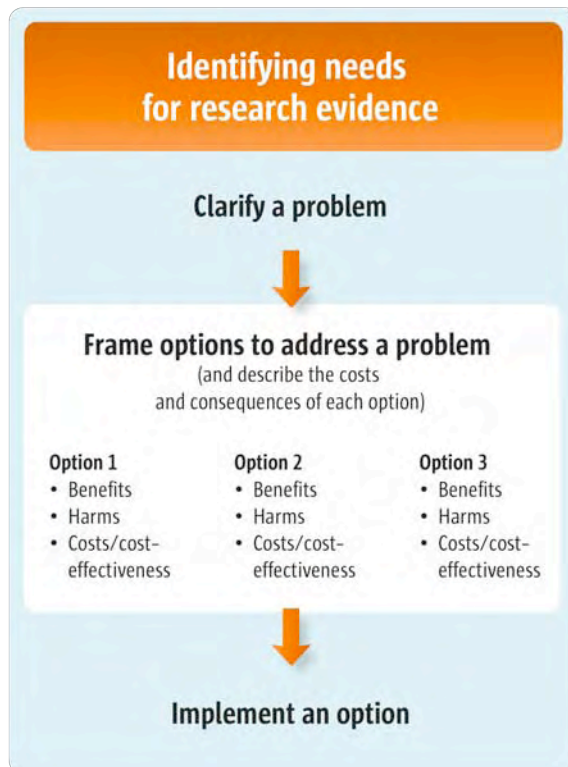 Identifying needs
for research evidence
Clarify a problem
Frame options to address a problem
(and describe the costs
and consequences of each option)
Option 1
• Benefits
• Harms
• Costs/cost–
effectiveness
Option 2
• Benefits
• Harms
• Costs/cost–
effectiveness
Option 3
• Benefits
• Harms
• Costs/cost–
effectiveness
Implement an option